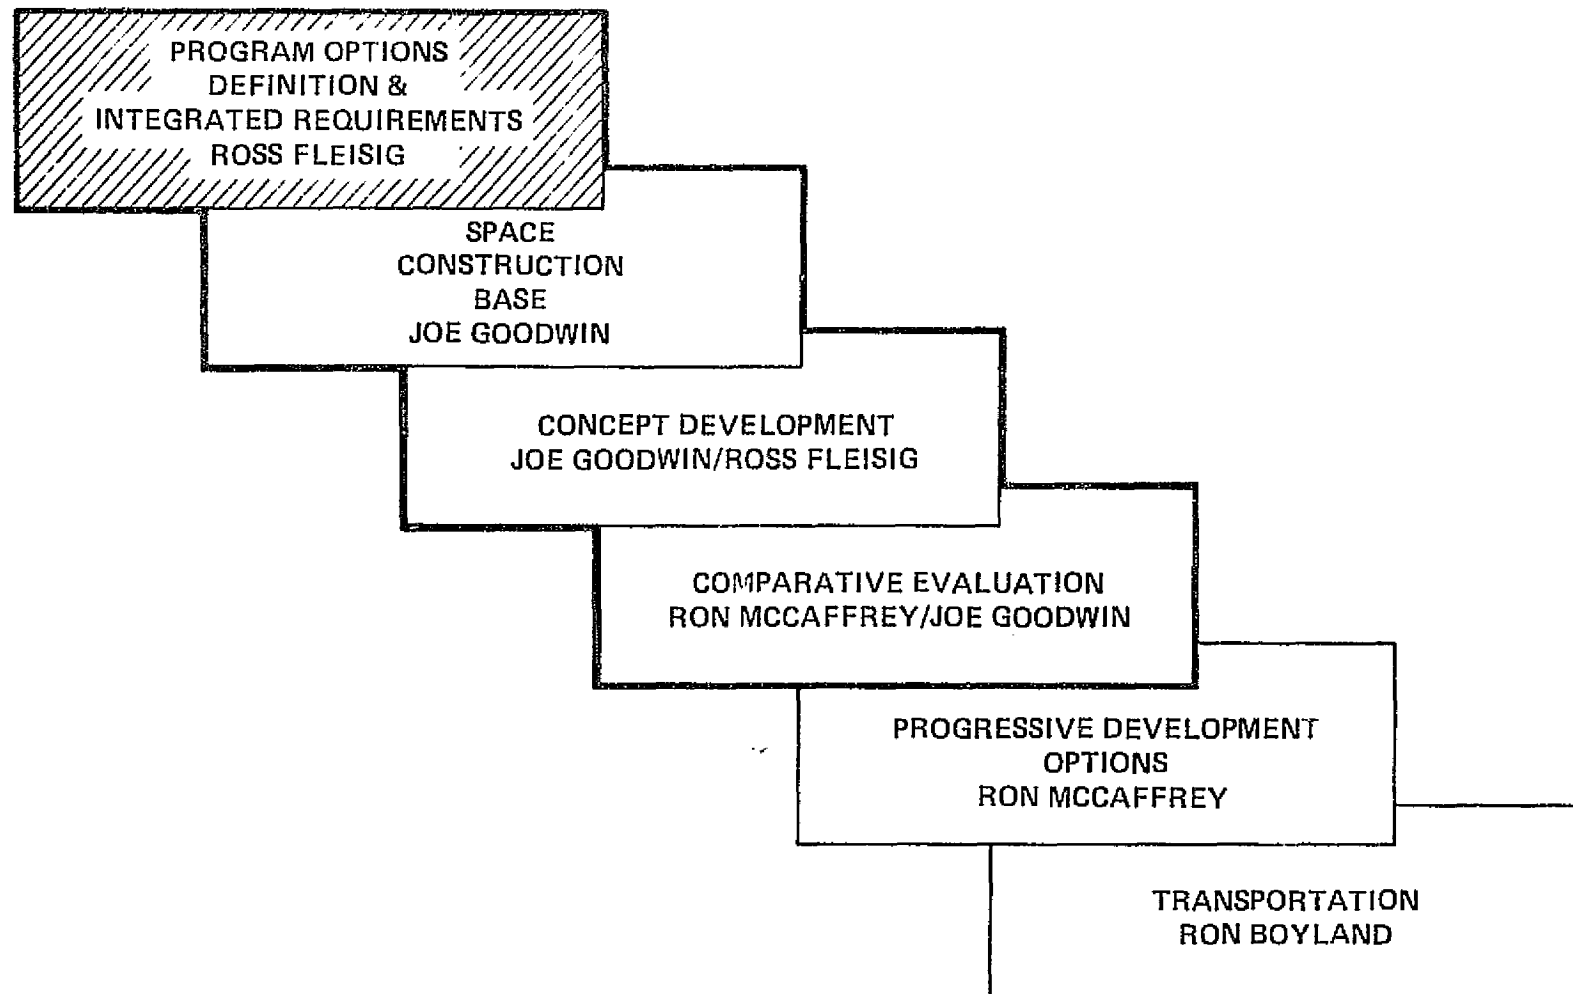 PROGRAM OPTIONS
DEFINITION &
INTEGRATED REQUIREMENTS
ROSS FLEISIG
SPACE
CONSTRUCTION
BASE
JOE GOODWIN
CONCEPT DEVELOPMENT
JOE GOODWIN/ROSS FLEISIG
COMPARATIVE EVALUATION
RON MCCAFFREY/JOE GOODWIN
PROGRESSIVE DEVELOPMENT
OPTIONS
RON MCCAFFREY
TRANSPORTATION
RON BOYLAND